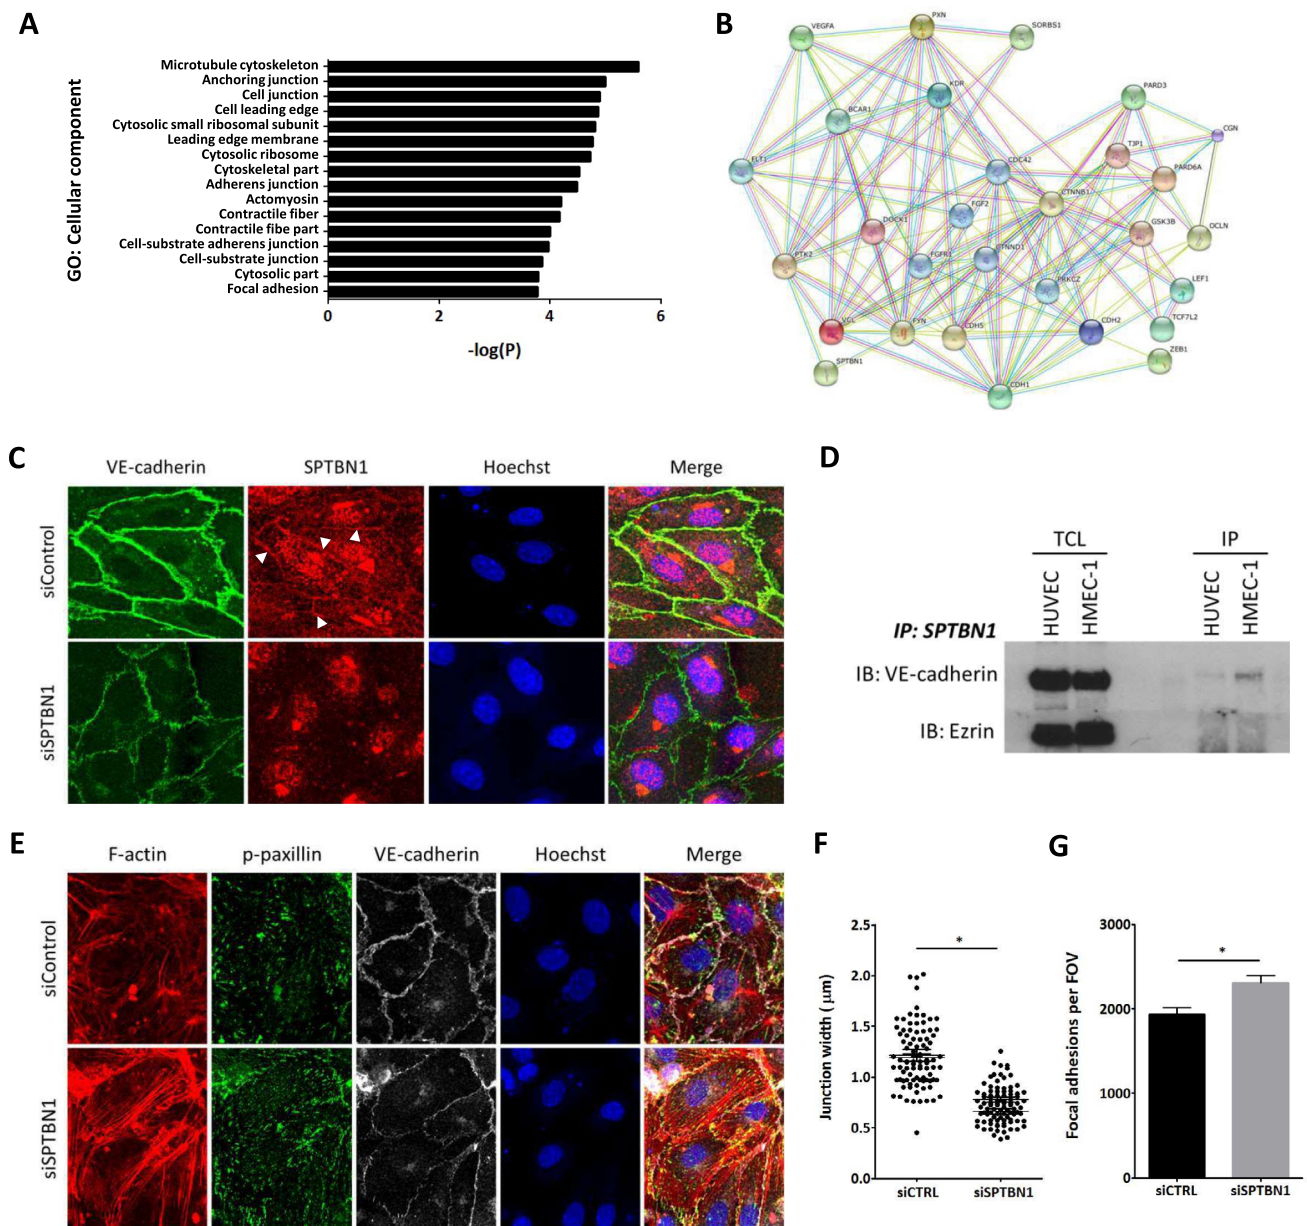 A
GO: Cellular component
Microtubule cytoskeleton
Anchoring junction
Cell junction
Cell leading edge
Cytosolic small ribosomal subunit
Leading edge membrane
Cytosolic ribosome
Cytoskeletal part
Adherens junction
Actomyosin
Contractile fiber
Contractile fibe part
Cell-substrate adherens junction
Cell-substrate junction
Cytosolic part
Focal adhesion
0 2 4 6
-log(P)
B
VEGFA
PXN
SORBS1
KDR
BCAR1
PARD3
CGN
TJP1
FLT1
CDC42
PARD6A
CTNNB1
FGF2
DOCK1
GSK3B
OCLN
PTK2
FGFR1
CTNND1
PRKCZ
LEF1
VCL
FYN
CDH5
CDH2
TCF7L2
SPTBN1
ZEB1
CDH1
C
VE-cadherin SPTBN1 Hoechst Merge
siControl
siSPTBN1
D
TCL IP
HUVEC
HMEC-1
HUVEC
HMEC-1
IP: SPTBN1
IB: VE-cadherin
IB: Ezrin
E
F-actin p-paxillin VE-cadherin Hoechst Merge
siControl
siSPTBN1
F
Junction width ( μm)
2.5
2.0
1.5
1.0
0.5
0.0
*
siCTRL siSPTBN1
G
Focal adhesions per FOV
3000
2000
1000
0
*
siCTRL siSPTBN1